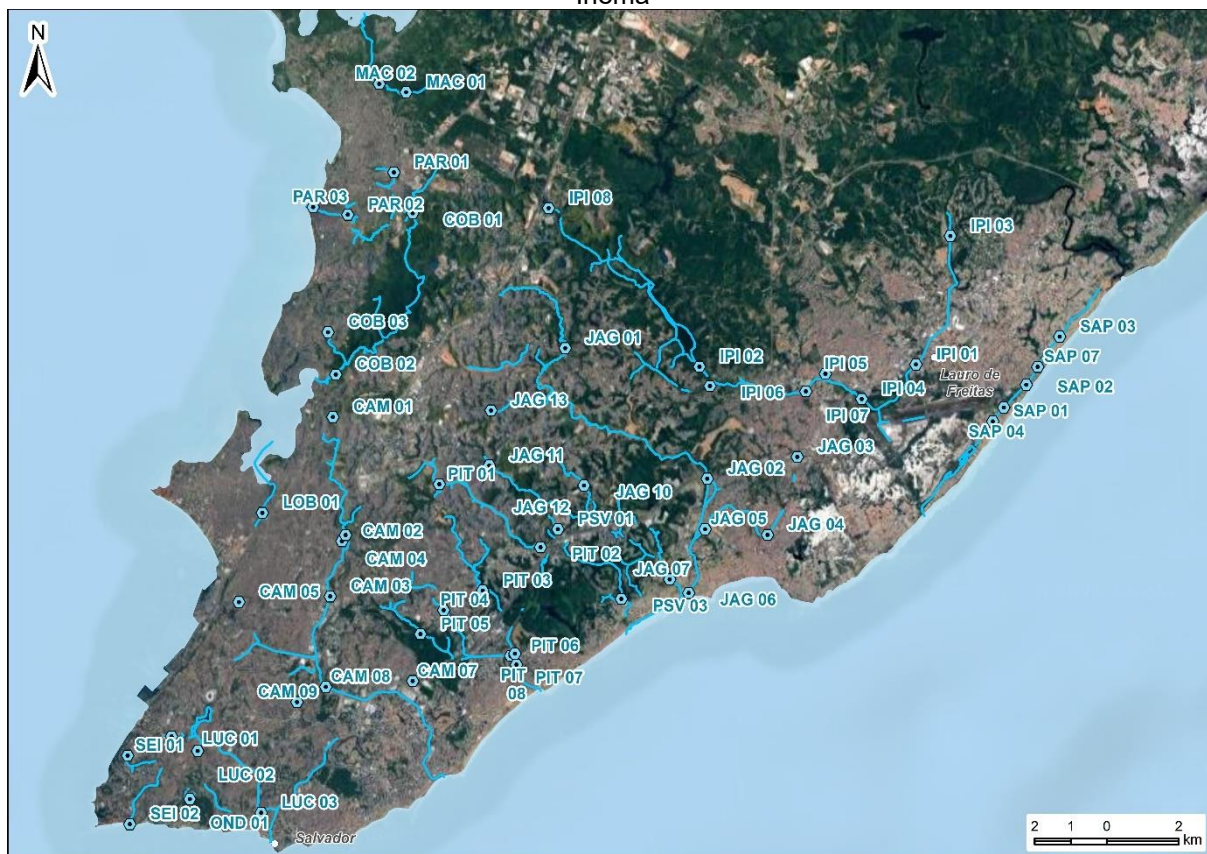 Inema
N
MAC 02
MAC 01
PAR 01
PAR 03
PAR 02
COB 01
IPI 08
IPI 03
COB 03
COB 02
JAG 01
IPI 02
IPI 05
IPI 01
SAP 03
SAP 07
Lauro de
Freitas
IPI 06
IPI 04
SAP 02
IPI 07
SAP 01
SAP 04
CAM 01
JAG 13
JAG 03
JAG 11
JAG 02
PIT 01
LOB 01
JAG 10
JAG 12
PSV 01
JAG 05
JAG 04
CAM 02
CAM 04
PIT 02
CAM 03
PIT 03
JAG 07
CAM 05
PIT 04
PSV 03
JAG 06
PIT 05
PIT 06
PIT
08
PIT 07
CAM 07
CAM 08
CAM 09
SEI 01
LUC 01
LUC 02
LUC 03
SEI 02
OND 01
Salvador
2 1 0 2
km